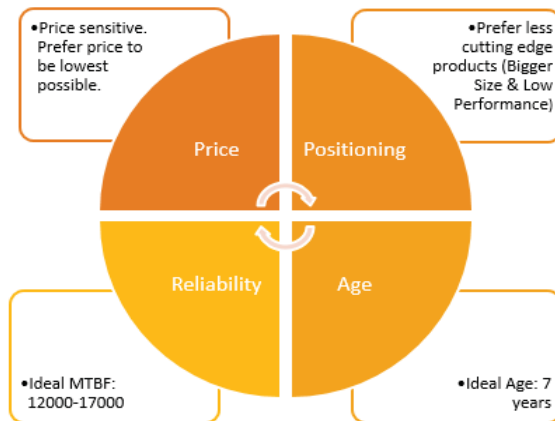 •Price sensitive.
Prefer price to
be lowest
possible.
•Prefer less
cutting edge
products (Bigger
Size & Low
Performance)
Price
Positioning
Reliability
Age
•Ideal MTBF:
12000-17000
•Ideal Age: 7
years